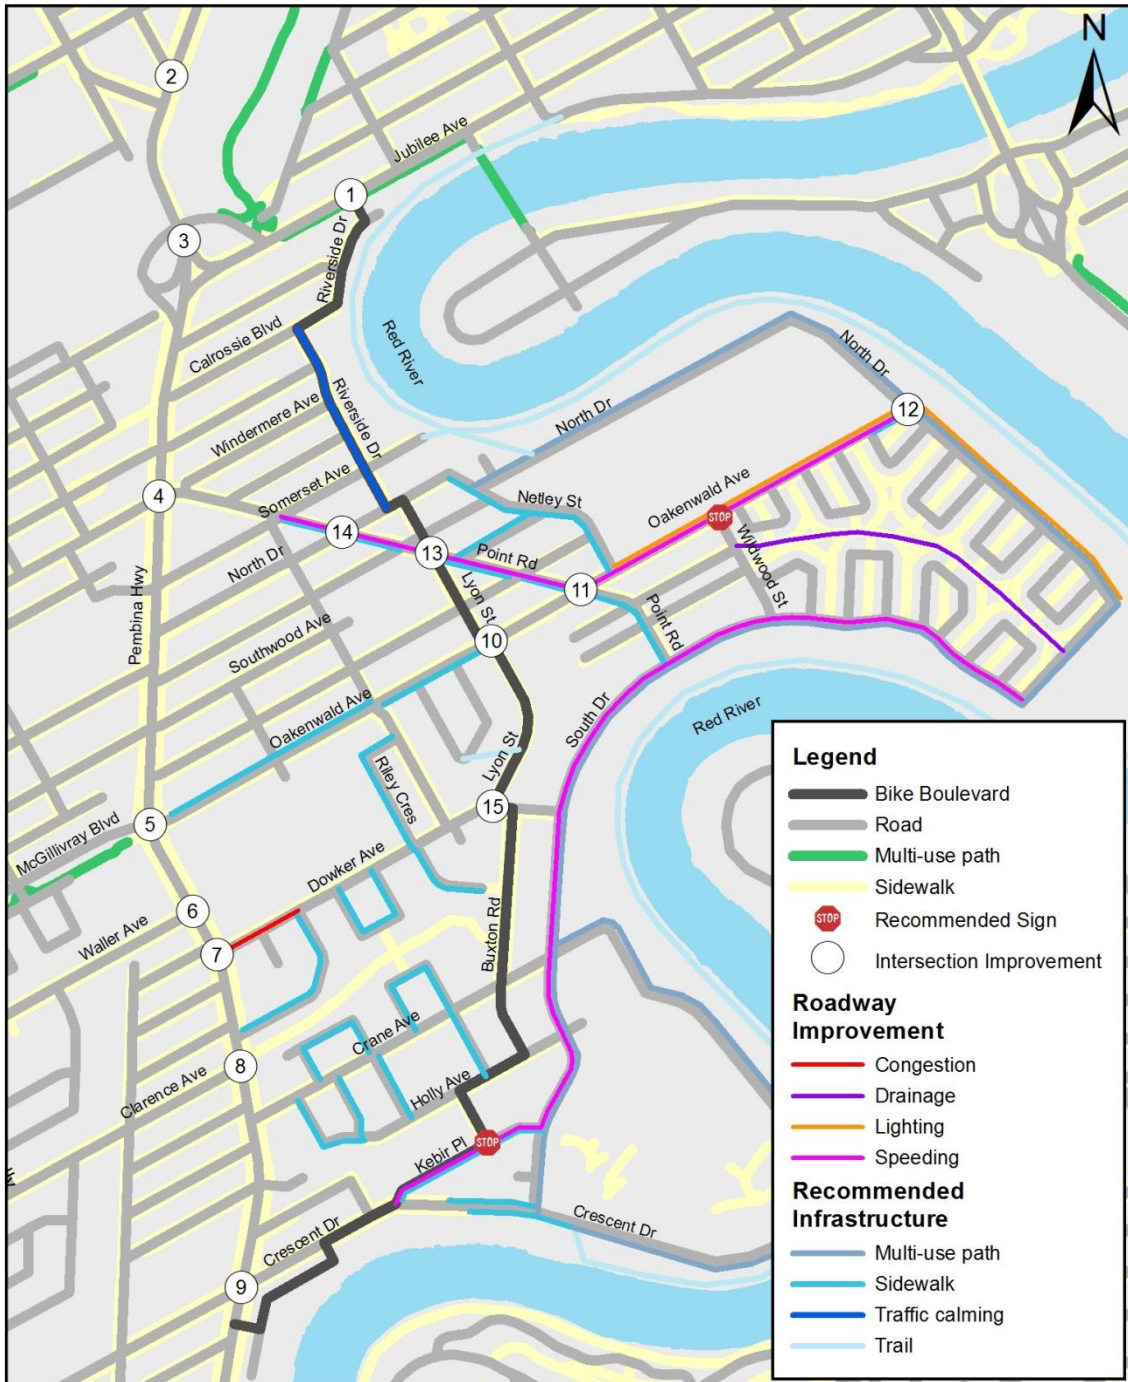 N
2
Jubilee Ave
1
3
Riverside Dr
Calrossie Blvd
Red River
North Dr
12
Riverside Dr
Windermere Ave
North Dr
4
Somerset Ave
Netley St
Oakenwald Ave
STOP
14
13
Point Rd
Wildwood St
North Dr
11
Lyon St
Point Rd
Pembina Hwy
10
Southwood Ave
Oakenwald Ave
South Dr
Red River
Lyon St
Riley Cres
15
5
McGillivray Blvd
Dowker Ave
6
Waller Ave
7
Buxton Rd
Crane Ave
8
Clarence Ave
Holly Ave
STOP
Kebir Pl
Crescent Dr
Crescent Dr
9
Legend
Bike Boulevard
Road
Multi-use path
Sidewalk
STOP Recommended Sign
Intersection Improvement
Roadway
Improvement
Congestion
Drainage
Lighting
Speeding
Recommended
Infrastructure
Multi-use path
Sidewalk
Traffic calming
Trail